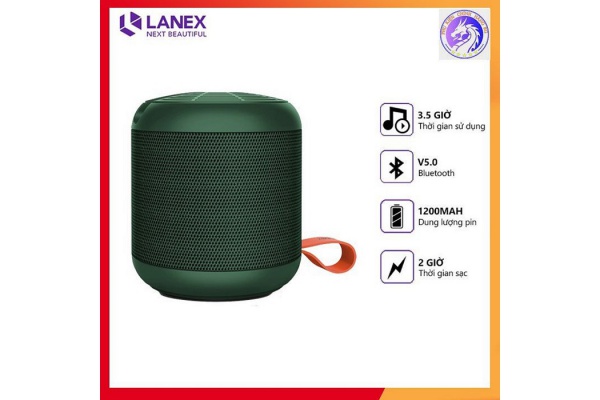 LANEX
NEXT BEAUTIFUL
3.5 GIỜ
Thời gian sử dụng
V5.0
Bluetooth
1200MAH
Dung lượng pin
2 GIỜ
Thời gian sạc